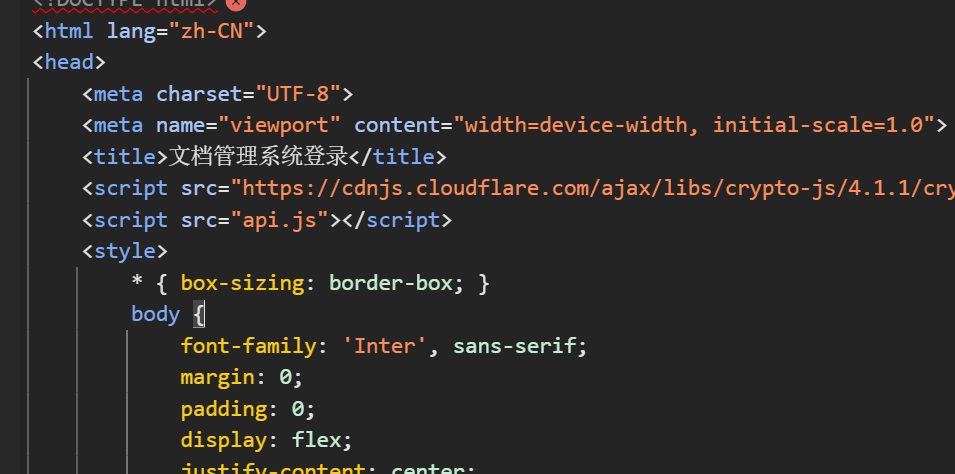 <!DOCTYPE html>
<html lang="zh-CN">
<head>
<meta charset="UTF-8">
<meta name="viewport" content="width=device-width, initial-scale=1.0">
<title>文档管理系统登录</title>
<script src="https://cdnjs.cloudflare.com/ajax/libs/crypto-js/4.1.1/cry
<script src="api.js"></script>
<style>
* { box-sizing: border-box; }
body {
font-family: 'Inter', sans-serif;
margin: 0;
padding: 0;
display: flex;
justify-content: center;